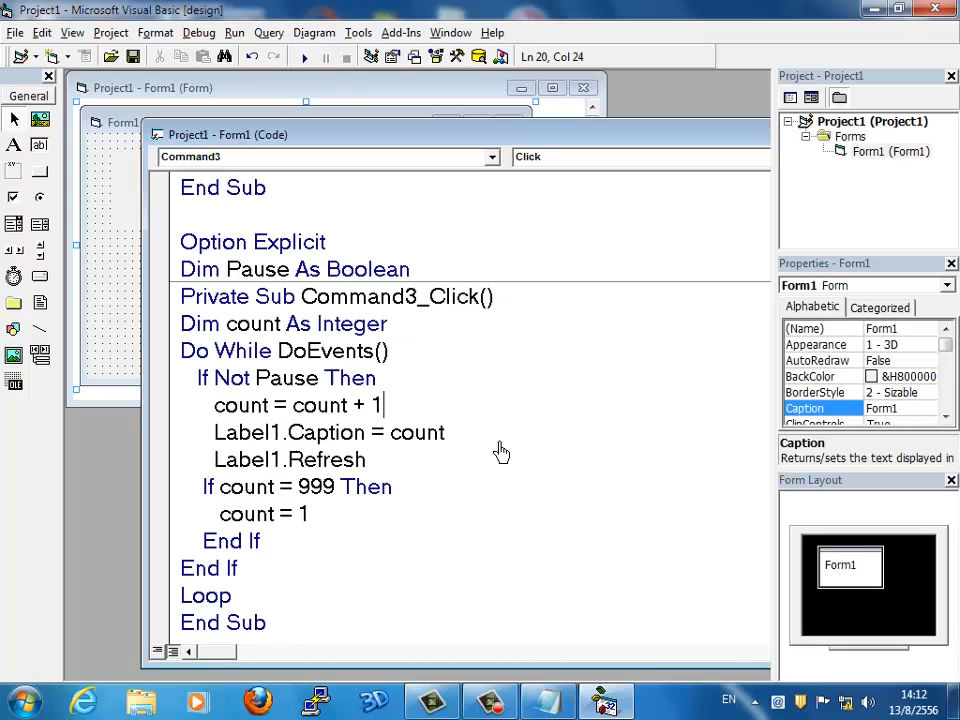 Project1 - Microsoft Visual Basic [design]
File Edit View Project Format Debug Run Query Diagram Tools Add-Ins Window Help
Ln 20, Col 24
General
Project1 - Form1 (Form)
Form1
Project1 - Form1 (Code)
Command3
Click
End Sub
Option Explicit
Dim Pause As Boolean
Private Sub Command3_Click()
Dim count As Integer
Do While DoEvents()
If Not Pause Then
count = count + 1
Label1.Caption = count
Label1.Refresh
If count = 999 Then
count = 1
End If
End If
Loop
End Sub
Project - Project1
Project1 (Project1)
Forms
Form1 (Form1)
Properties - Form1
Form1 Form
Alphabetic Categorized
(Name) Form1
Appearance 1 - 3D
AutoRedraw False
BackColor &H800000
BorderStyle 2 - Sizable
Caption Form1
Caption
Returns/sets the text displayed in
Form Layout
Form1
EN
14:12
13/8/2556